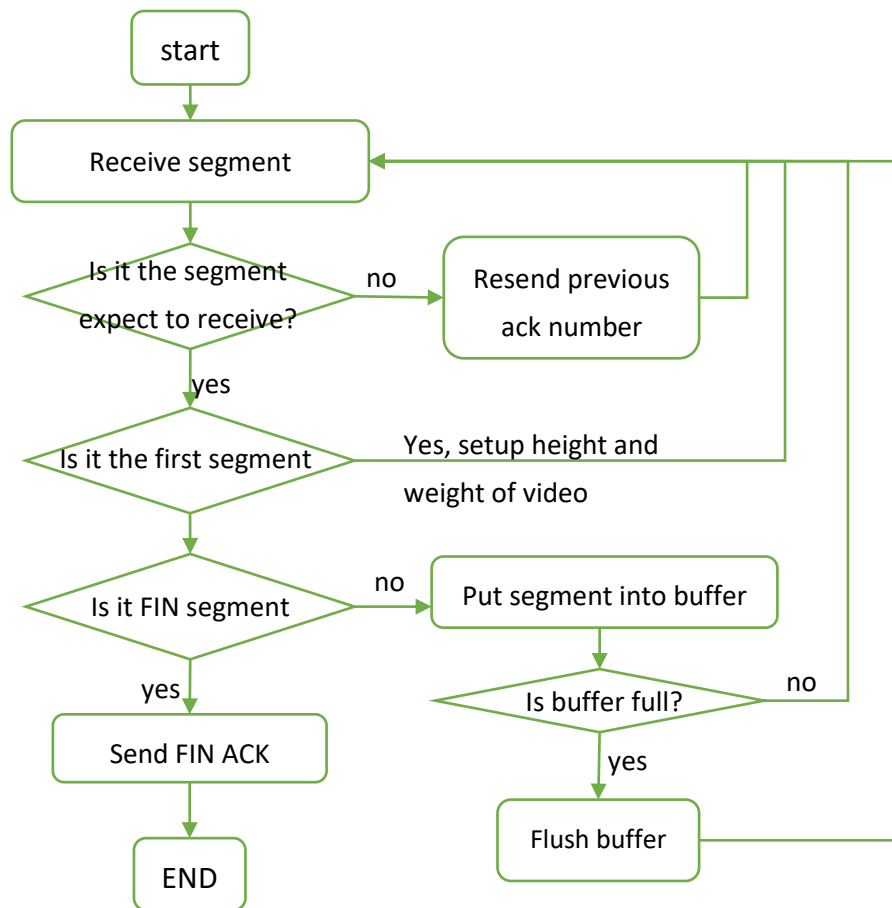 start
Receive segment
Is it the segment
expect to receive?
no
Resend previous
ack number
yes
Is it the first segment
Yes, setup height and
weight of video
Is it FIN segment
no
Put segment into buffer
yes
Is buffer full?
no
Send FIN ACK
yes
Flush buffer
END